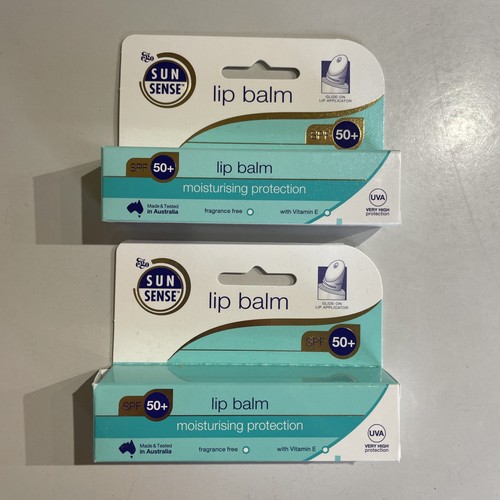 ego
SUN
SENSE™
lip balm
GLIDE-ON
LIP APPLICATOR
SPF 50+
SPF 50+
lip balm
moisturising protection
Made & Tested
in Australia
fragrance free
with Vitamin E
UVA
VERY HIGH
protection
ego
SUN
SENSE™
lip balm
GLIDE-ON
LIP APPLICATOR
SPF 50+
SPF 50+
lip balm
moisturising protection
Made & Tested
in Australia
fragrance free
with Vitamin E
UVA
VERY HIGH
protection